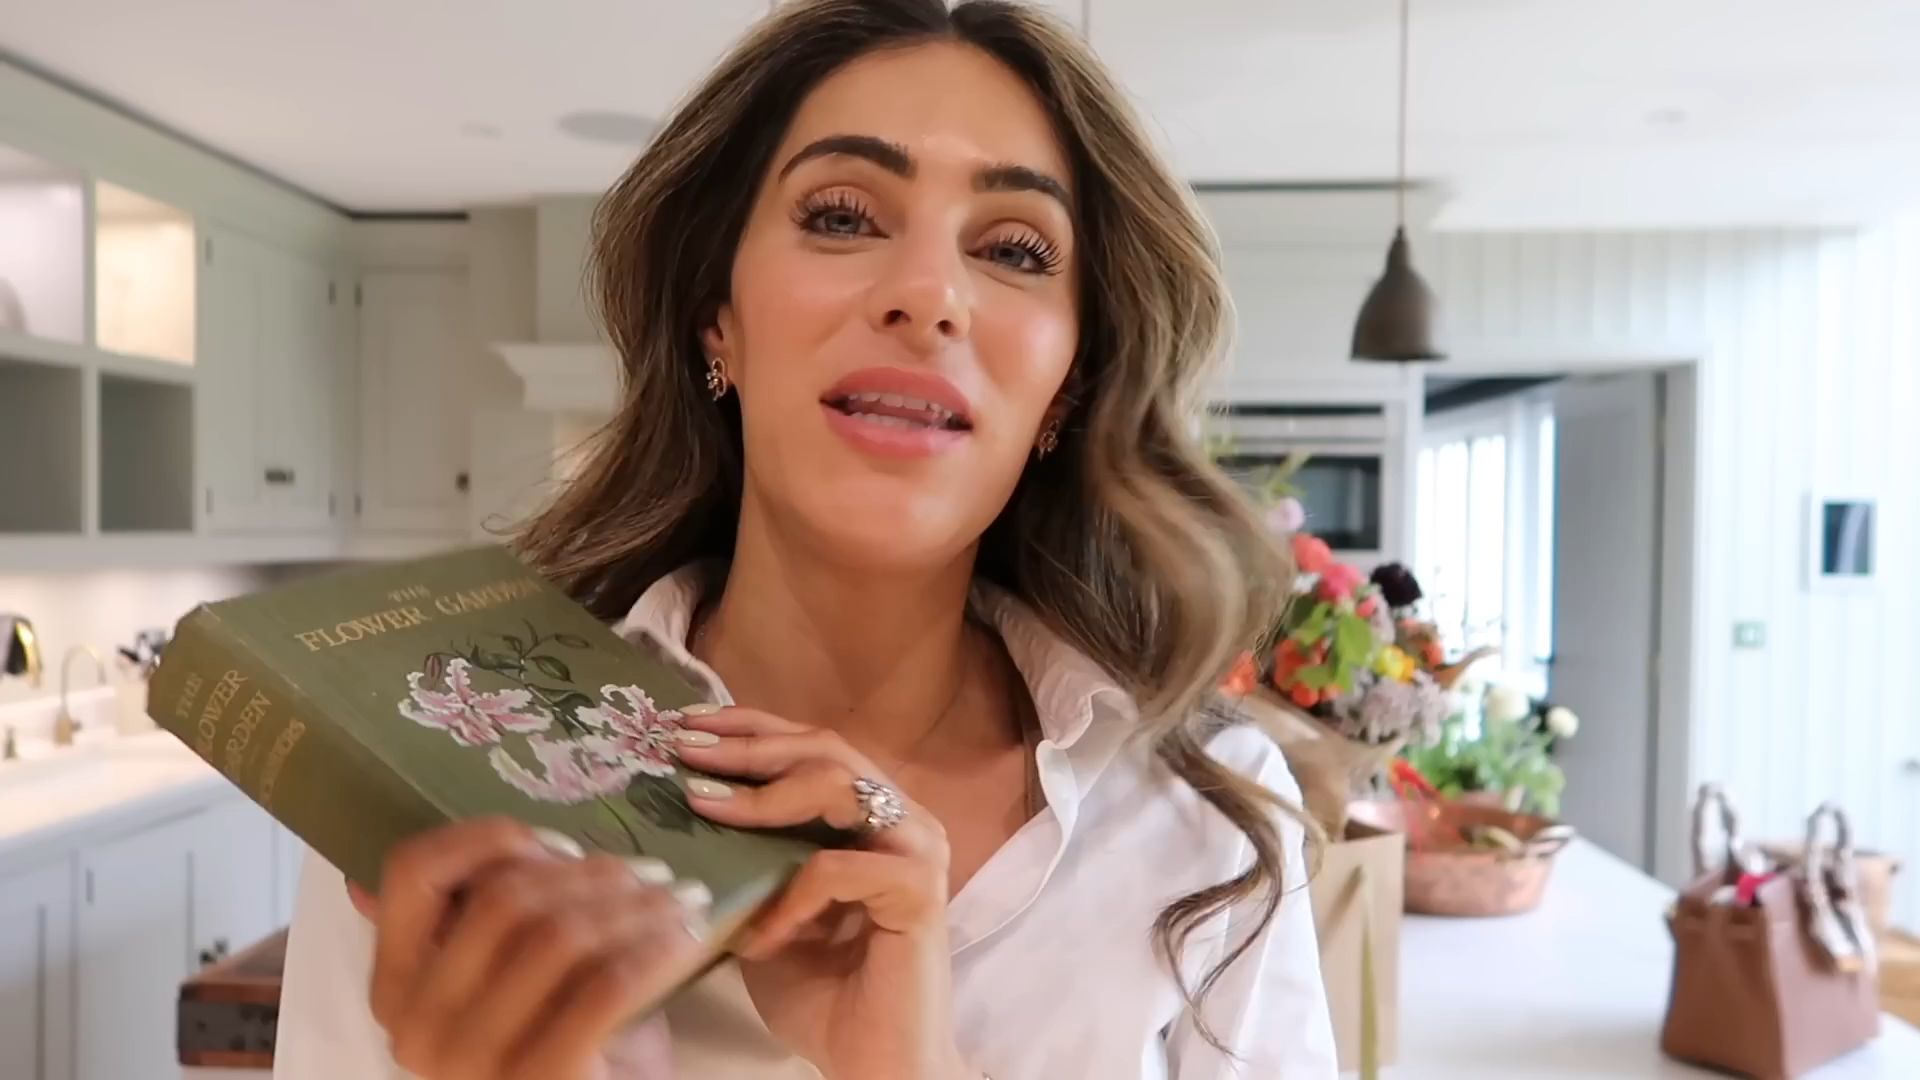 THE
FLOWER GARDEN
THE
FLOWER
GARDEN